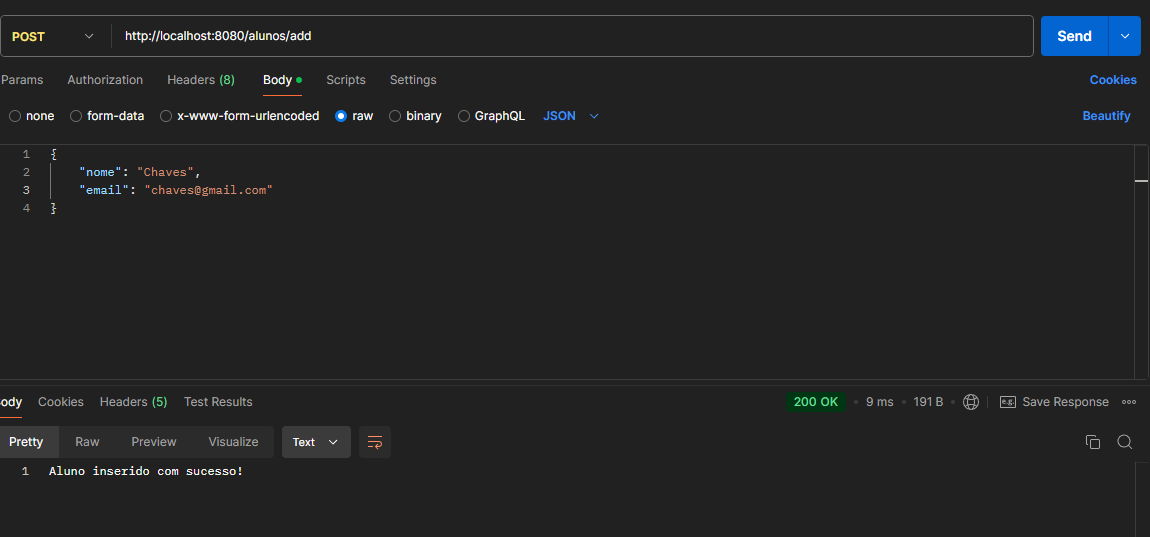 POST http://localhost:8080/alunos/add Send
Params Authorization Headers (8) Body Scripts Settings Cookies
none form-data x-www-form-urlencoded raw binary GraphQL JSON Beautify
1 {
2 "nome": "Chaves",
3 "email": "chaves@gmail.com"
4 }
ody Cookies Headers (5) Test Results 200 OK 9 ms 191 B e.g. Save Response
Pretty Raw Preview Visualize Text
1 Aluno inserido com sucesso!